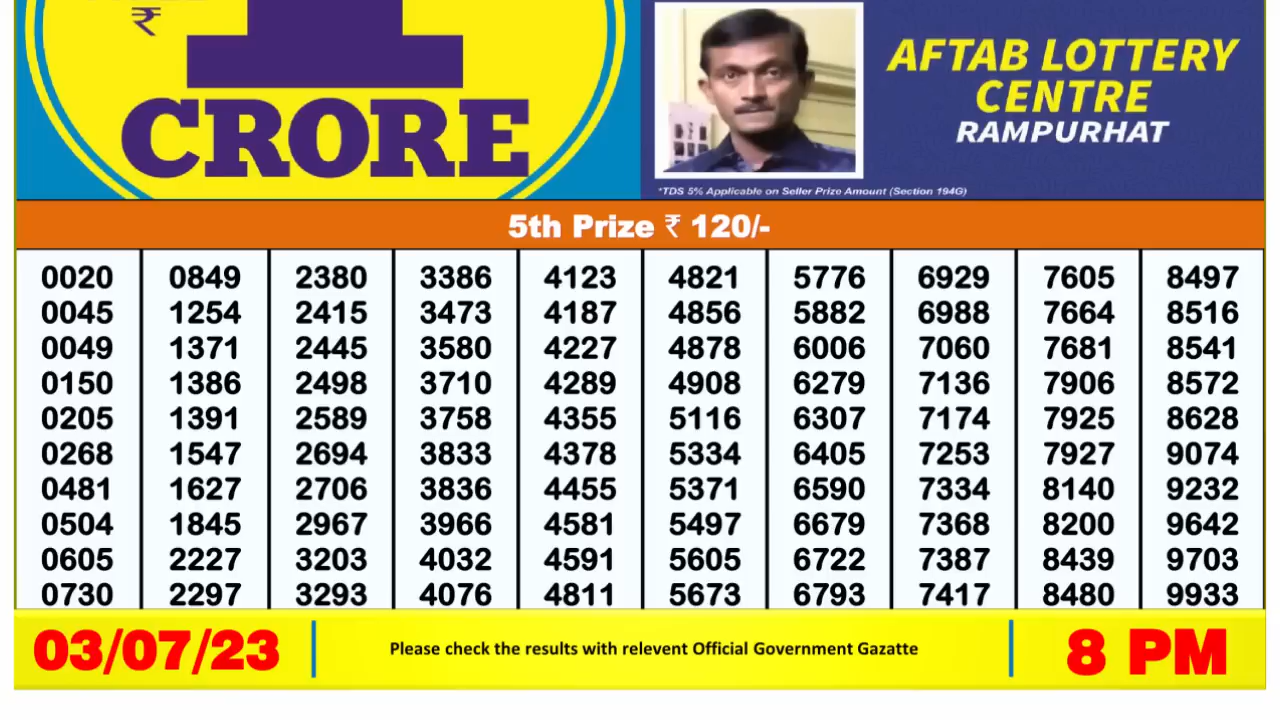 ₹
1
CRORE
AFTAB LOTTERY
CENTRE
RAMPURHAT
*TDS 5% Applicable on Seller Prize Amount (Section 194G)
5th Prize ₹ 120/-
0020 0849 2380 3386 4123 4821 5776 6929 7605 8497
0045 1254 2415 3473 4187 4856 5882 6988 7664 8516
0049 1371 2445 3580 4227 4878 6006 7060 7681 8541
0150 1386 2498 3710 4289 4908 6279 7136 7906 8572
0205 1391 2589 3758 4355 5116 6307 7174 7925 8628
0268 1547 2694 3833 4378 5334 6405 7253 7927 9074
0481 1627 2706 3836 4455 5371 6590 7334 8140 9232
0504 1845 2967 3966 4581 5497 6679 7368 8200 9642
0605 2227 3203 4032 4591 5605 6722 7387 8439 9703
0730 2297 3293 4076 4811 5673 6793 7417 8480 9933
03/07/23
Please check the results with relevent Official Government Gazatte
8 PM